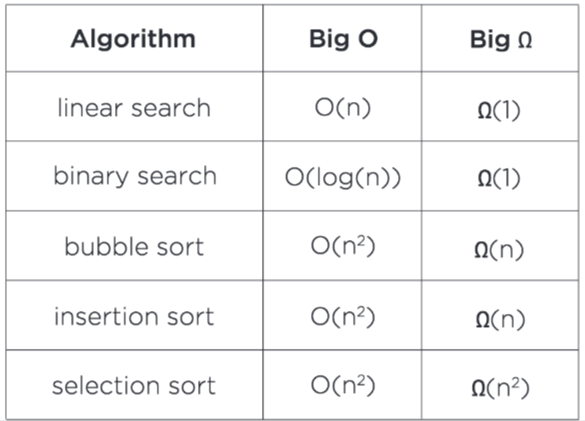 Algorithm Big O Big Ω
linear search O(n) Ω(1)
binary search O(log(n)) Ω(1)
bubble sort O(n²) Ω(n)
insertion sort O(n²) Ω(n)
selection sort O(n²) Ω(n²)